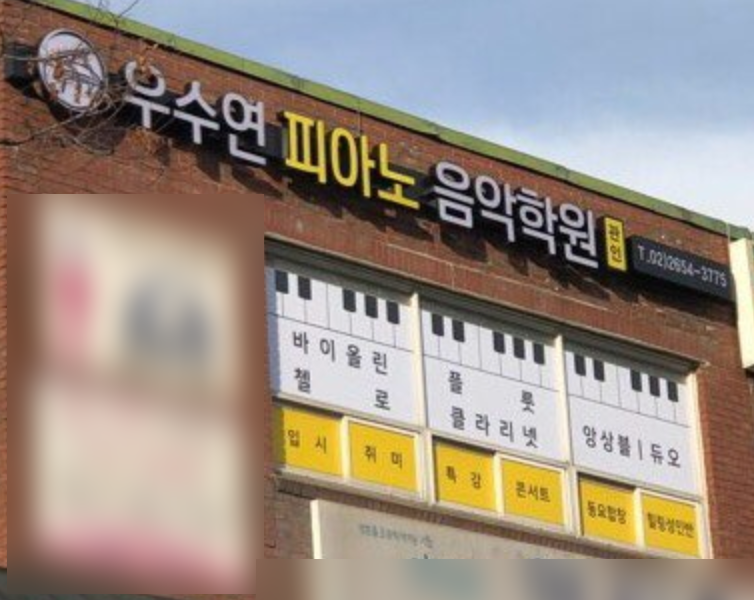 우수연 피아노 음악학원 본인 T.02)2654-3775
바이올린
첼로
플룻
클라리넷
앙상블 | 듀오
입시
취미
특강
콘서트
동요합창
힐링성인반